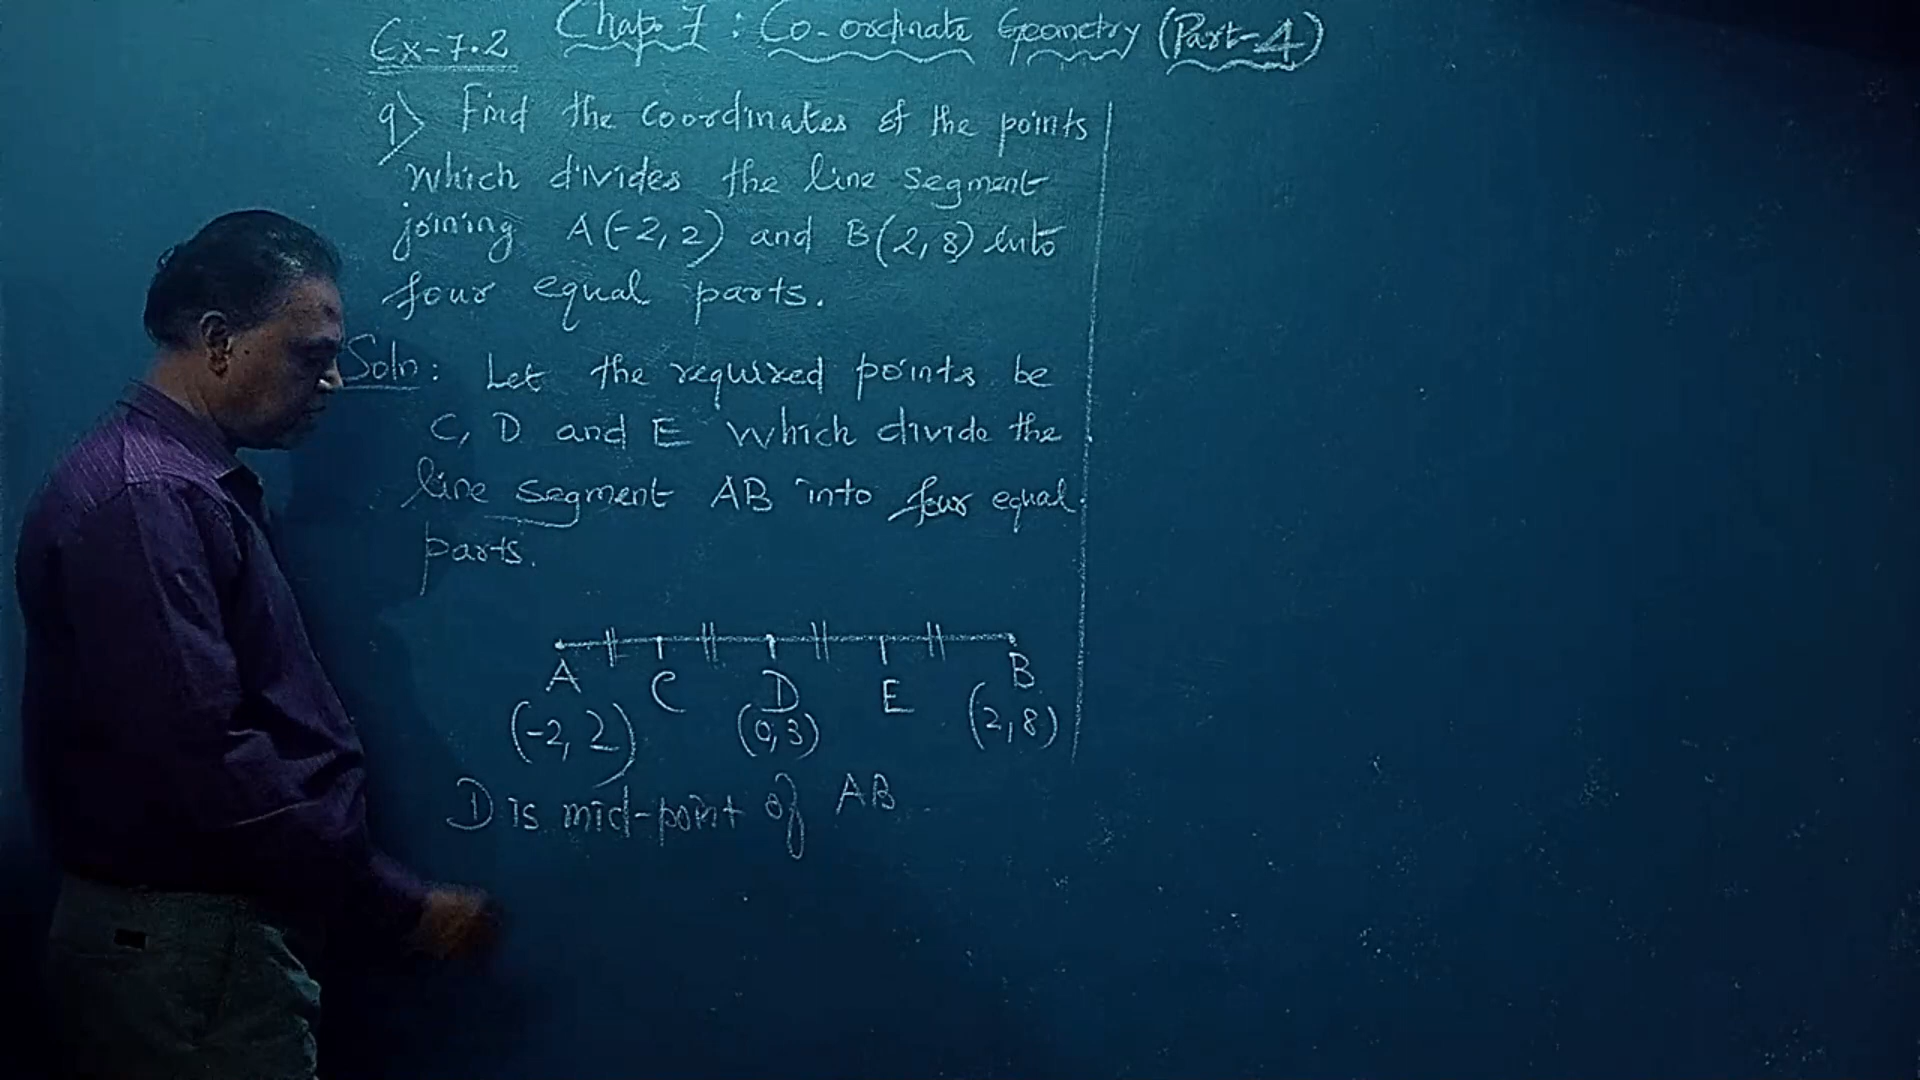 Ex-7.2 Chap 7 : Co-ordinate Geometry (Part-4)
9) Find the coordinates of the points
which divides the line segment
joining A(-2, 2) and B(2, 8) into
four equal parts.
Soln: Let the required points be
C, D and E which divide the
line segment AB into four equal
parts.
A C D E B
(-2, 2) (0,3) (2,8)
D is mid-point of AB